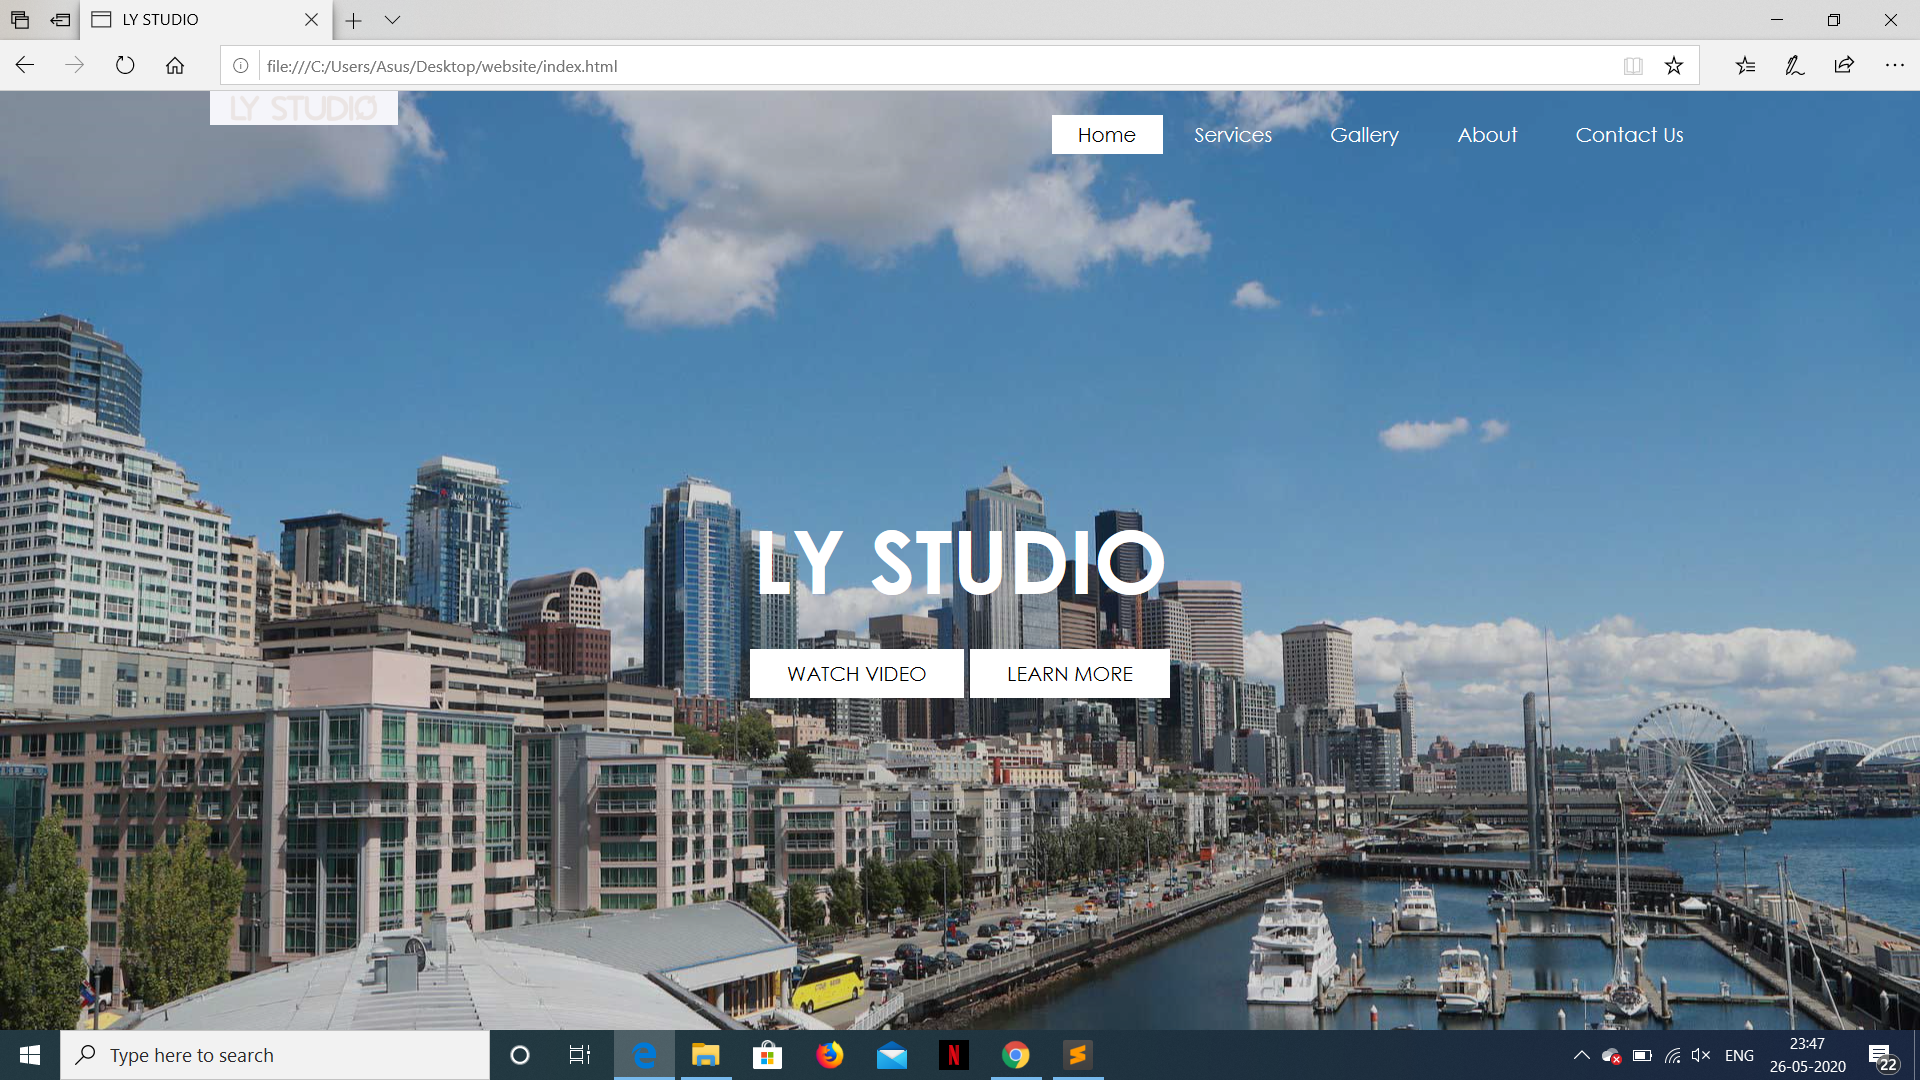 LY STUDIO
file:///C:/Users/Asus/Desktop/website/index.html
LY STUDIO
Home Services Gallery About Contact Us
LY STUDIO
WATCH VIDEO LEARN MORE
Type here to search
N
ENG
23:47
26-05-2020
22